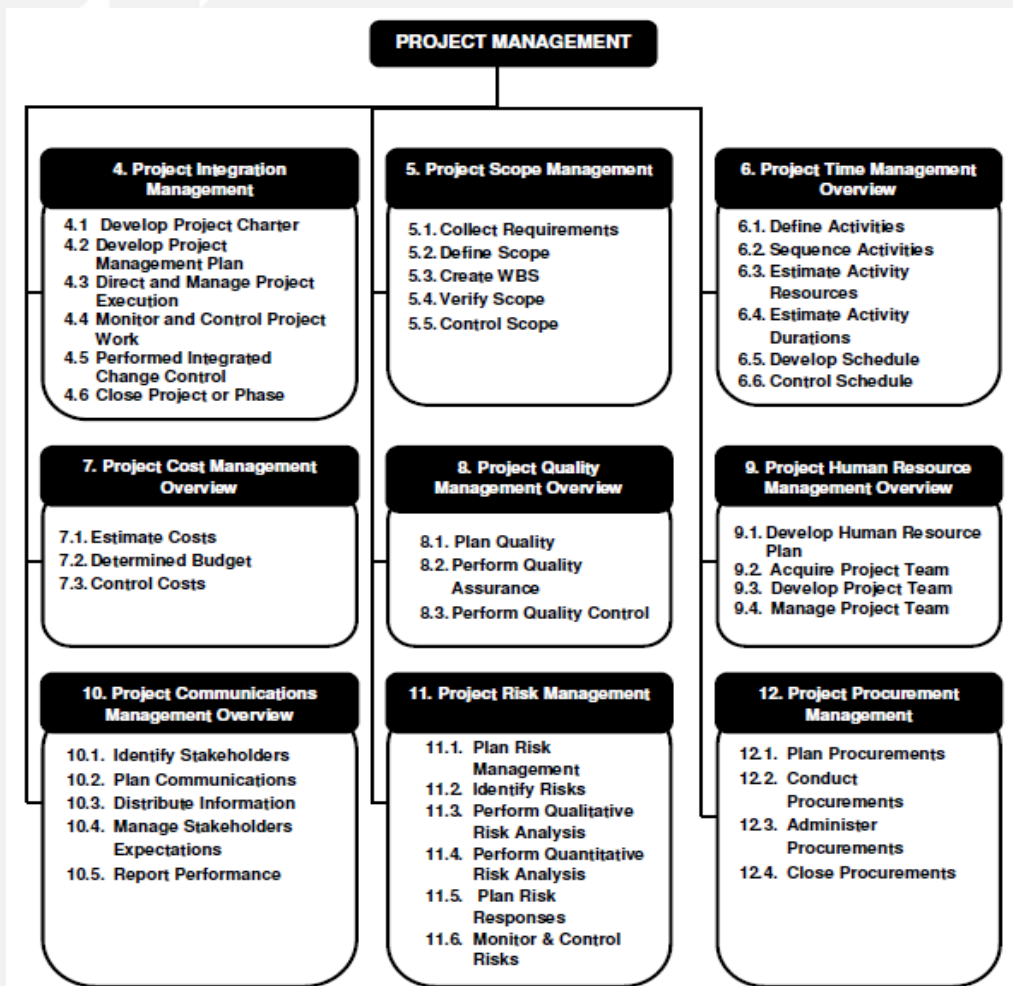 PROJECT MANAGEMENT
4. Project Integration
Management
4.1 Develop Project Charter
4.2 Develop Project
Management Plan
4.3 Direct and Manage Project
Execution
4.4 Monitor and Control Project
Work
4.5 Performed Integrated
Change Control
4.6 Close Project or Phase
5. Project Scope Management
5.1. Collect Requirements
5.2. Define Scope
5.3. Create WBS
5.4. Verify Scope
5.5. Control Scope
6. Project Time Management
Overview
6.1. Define Activities
6.2. Sequence Activities
6.3. Estimate Activity
Resources
6.4. Estimate Activity
Durations
6.5. Develop Schedule
6.6. Control Schedule
7. Project Cost Management
Overview
7.1. Estimate Costs
7.2. Determined Budget
7.3. Control Costs
8. Project Quality
Management Overview
8.1. Plan Quality
8.2. Perform Quality
Assurance
8.3. Perform Quality Control
9. Project Human Resource
Management Overview
9.1. Develop Human Resource
Plan
9.2. Acquire Project Team
9.3. Develop Project Team
9.4. Manage Project Team
10. Project Communications
Management Overview
10.1. Identify Stakeholders
10.2. Plan Communications
10.3. Distribute Information
10.4. Manage Stakeholders
Expectations
10.5. Report Performance
11. Project Risk Management
11.1. Plan Risk
Management
11.2. Identify Risks
11.3. Perform Qualitative
Risk Analysis
11.4. Perform Quantitative
Risk Analysis
11.5. Plan Risk
Responses
11.6. Monitor & Control
Risks
12. Project Procurement
Management
12.1. Plan Procurements
12.2. Conduct
Procurements
12.3. Administer
Procurements
12.4. Close Procurements